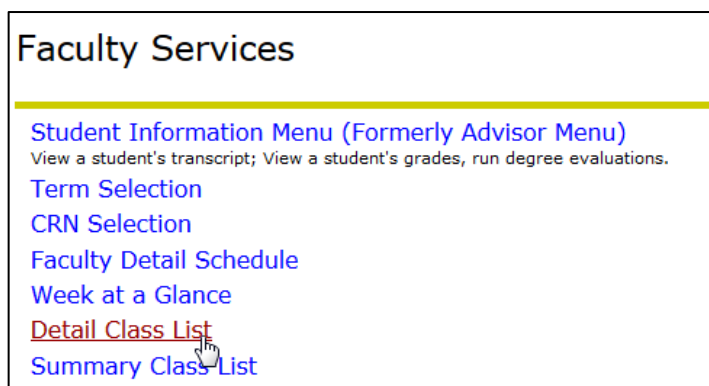 Faculty Services
Student Information Menu (Formerly Advisor Menu)
View a student's transcript; View a student's grades, run degree evaluations.
Term Selection
CRN Selection
Faculty Detail Schedule
Week at a Glance
Detail Class List
Summary Class List